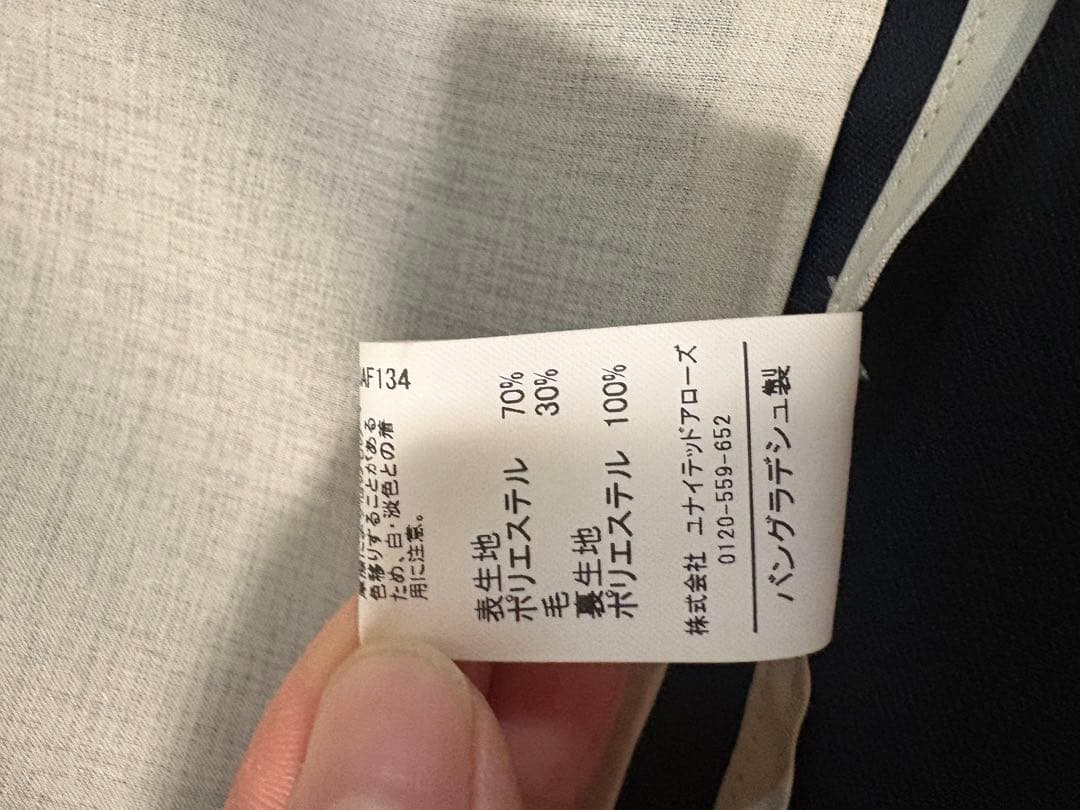 AF134
色移りすることがある
ため、白・淡色との着
用に注意。
表生地
ポリエステル 70%
毛 30%
裏生地
ポリエステル 100%
株式会社 ユナイテッドアローズ
0120-559-652
バングラデシュ製